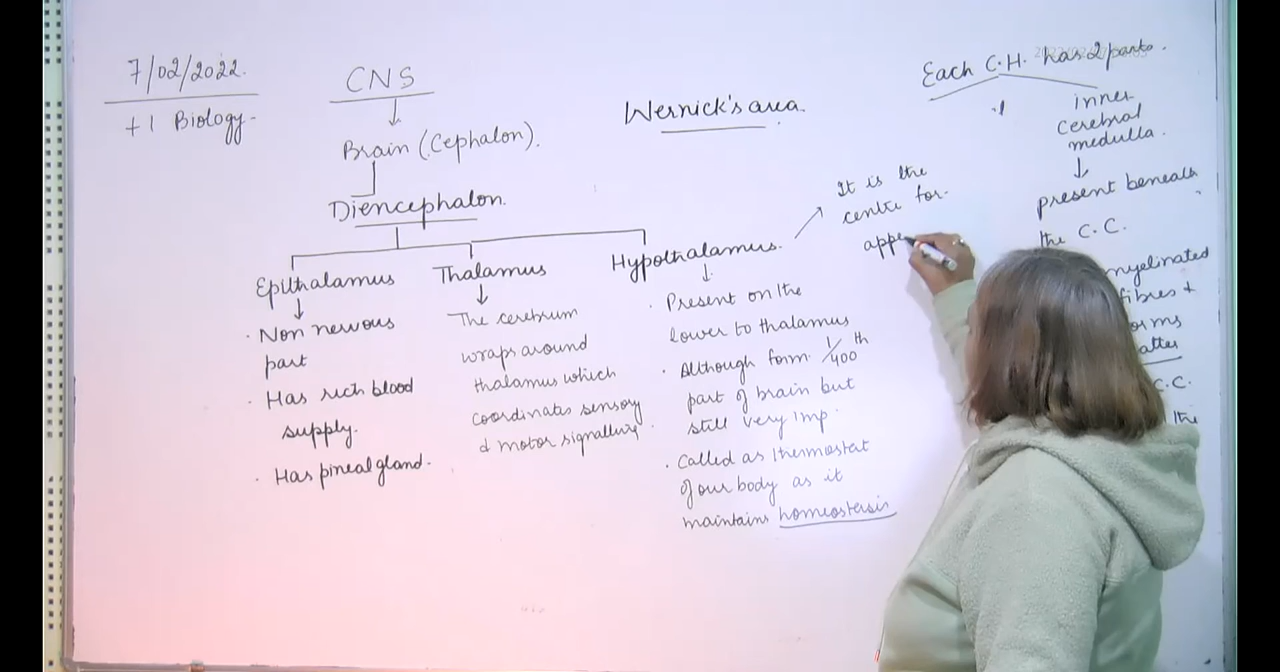 7/02/2022.
+1 Biology.
CNS
Brain (Cephalon).
Diencephalon.
Epithalamus
Non nervous
part
Has rich blood
supply.
Has pineal gland.
Thalamus
The cerebrum
wraps around
thalamus which
coordinates sensory
& motor signalling.
Hypothalamus.
Present on the
lower to thalamus
Although form 1/400th
part of brain but
still very imp.
Called as thermostat
of our body as it
maintains homeostasis
It is the
centre for
appe
Wernick's area.
Each C.H. has 2 parts.
inner
cerebral
medulla.
present beneath
the C.C.
myelinated
fibres +
C.C.
the